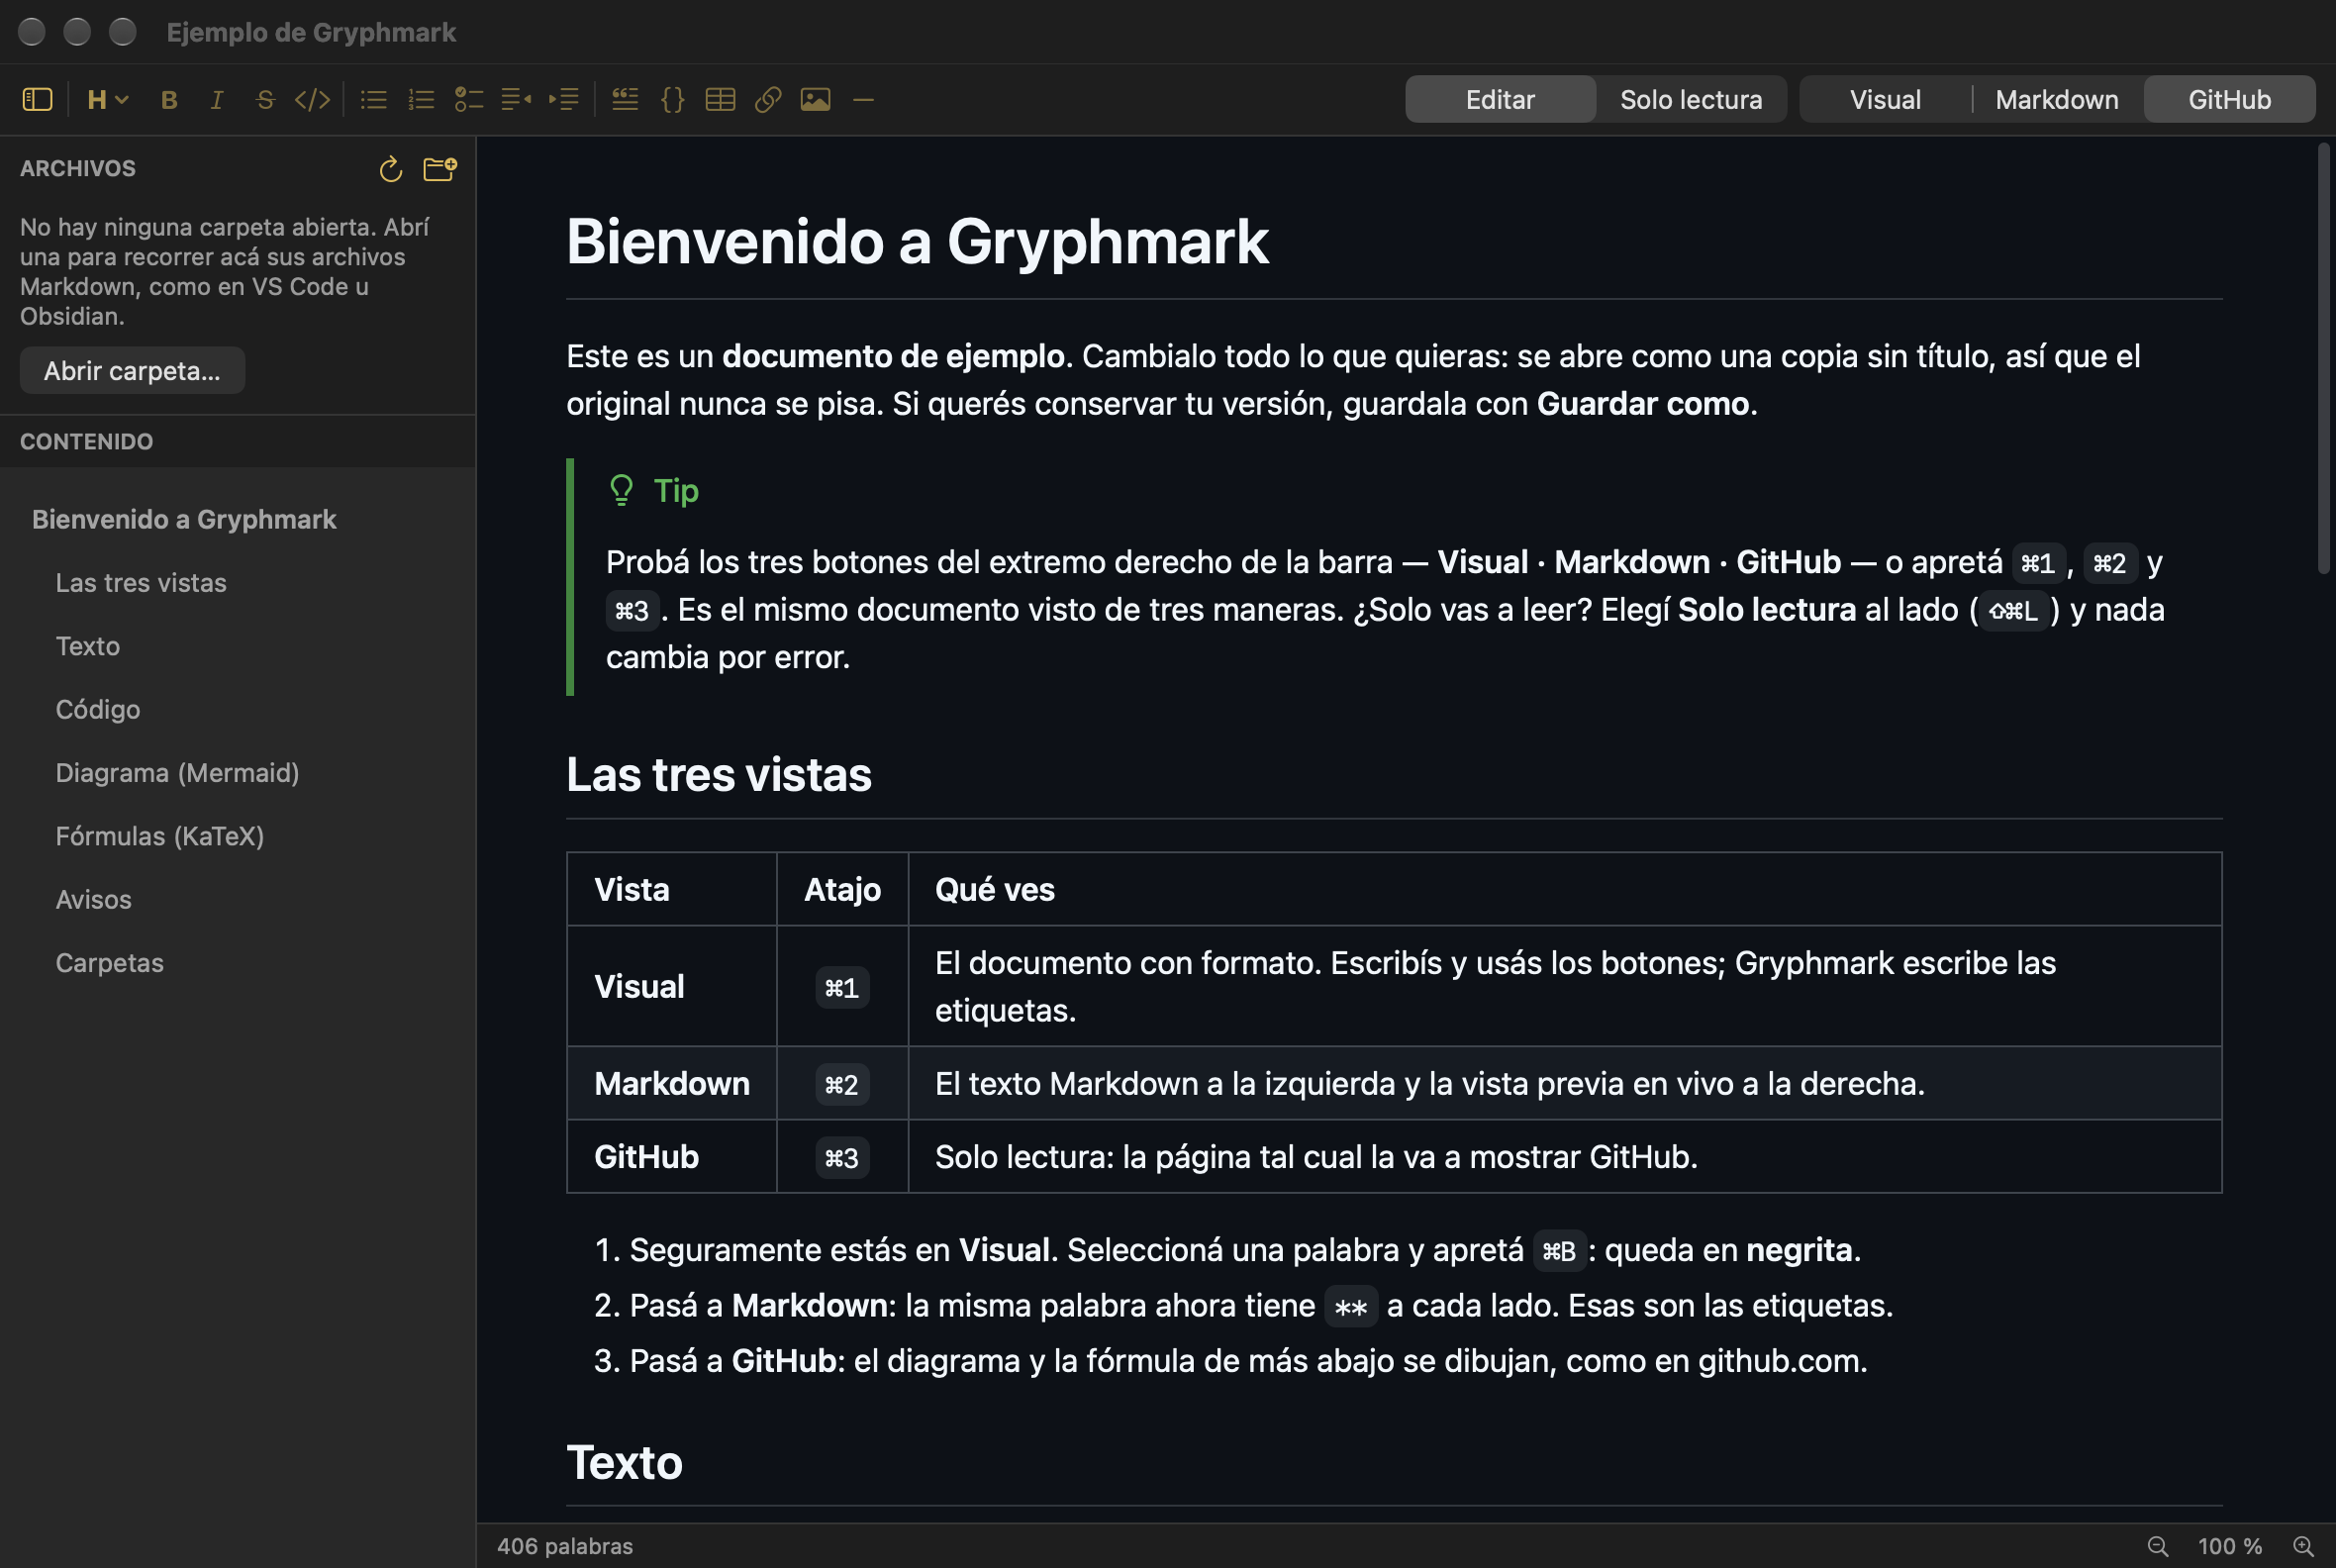 Ejemplo de Gryphmark
H B I S </>
Editar Solo lectura Visual Markdown GitHub
ARCHIVOS
No hay ninguna carpeta abierta. Abrí
una para recorrer acá sus archivos
Markdown, como en VS Code u
Obsidian.
Abrir carpeta...
CONTENIDO
Bienvenido a Gryphmark
Las tres vistas
Texto
Código
Diagrama (Mermaid)
Fórmulas (KaTeX)
Avisos
Carpetas
Bienvenido a Gryphmark
Este es un documento de ejemplo. Cambialo todo lo que quieras: se abre como una copia sin título, así que el
original nunca se pisa. Si querés conservar tu versión, guardala con Guardar como.
Tip
Probá los tres botones del extremo derecho de la barra — Visual · Markdown · GitHub — o apretá ⌘1, ⌘2 y
⌘3. Es el mismo documento visto de tres maneras. ¿Solo vas a leer? Elegí Solo lectura al lado (⇧⌘L) y nada
cambia por error.
Las tres vistas
Vista Atajo Qué ves
Visual ⌘1 El documento con formato. Escribís y usás los botones; Gryphmark escribe las
etiquetas.
Markdown ⌘2 El texto Markdown a la izquierda y la vista previa en vivo a la derecha.
GitHub ⌘3 Solo lectura: la página tal cual la va a mostrar GitHub.
1. Seguramente estás en Visual. Seleccioná una palabra y apretá ⌘B: queda en negrita.
2. Pasá a Markdown: la misma palabra ahora tiene ** a cada lado. Esas son las etiquetas.
3. Pasá a GitHub: el diagrama y la fórmula de más abajo se dibujan, como en github.com.
Texto
406 palabras
100 %